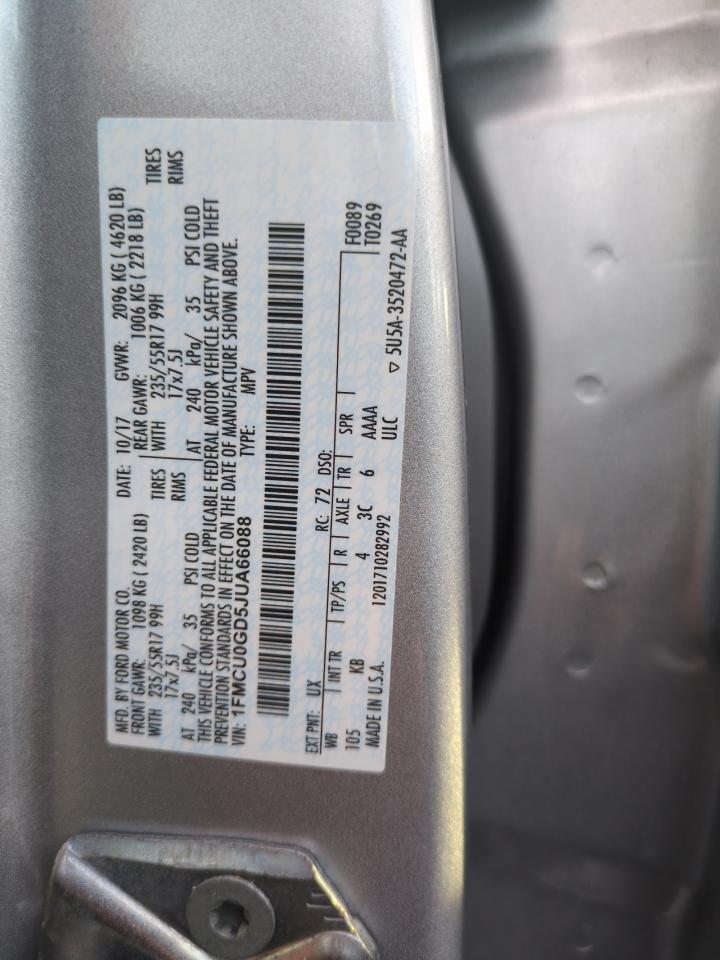 MFD. BY FORD MOTOR CO. DATE: 10/17 GVWR: 2096 KG ( 4620 LB)
FRONT GAWR: 1098 KG ( 2420 LB) REAR GAWR: 1006 KG ( 2218 LB)
WITH 235/55R17 99H TIRES WITH 235/55R17 99H TIRES
17x7.5J RIMS 17x7.5J RIMS
AT 240 kPa/ 35 PSI COLD AT 240 kPa/ 35 PSI COLD
THIS VEHICLE CONFORMS TO ALL APPLICABLE FEDERAL MOTOR VEHICLE SAFETY AND THEFT
PREVENTION STANDARDS IN EFFECT ON THE DATE OF MANUFACTURE SHOWN ABOVE.
VIN: 1FMCU0GD5JUA66088 TYPE: MPV
EXT PNT: UX RC: 72 DSO:
WB INT TR TP/PS R AXLE TR SPR F0089
105 KB 4 3C 6 AAAA T0269
MADE IN U.S.A. 1201710282992 ULC ▽ 5U5A-3520472-AA